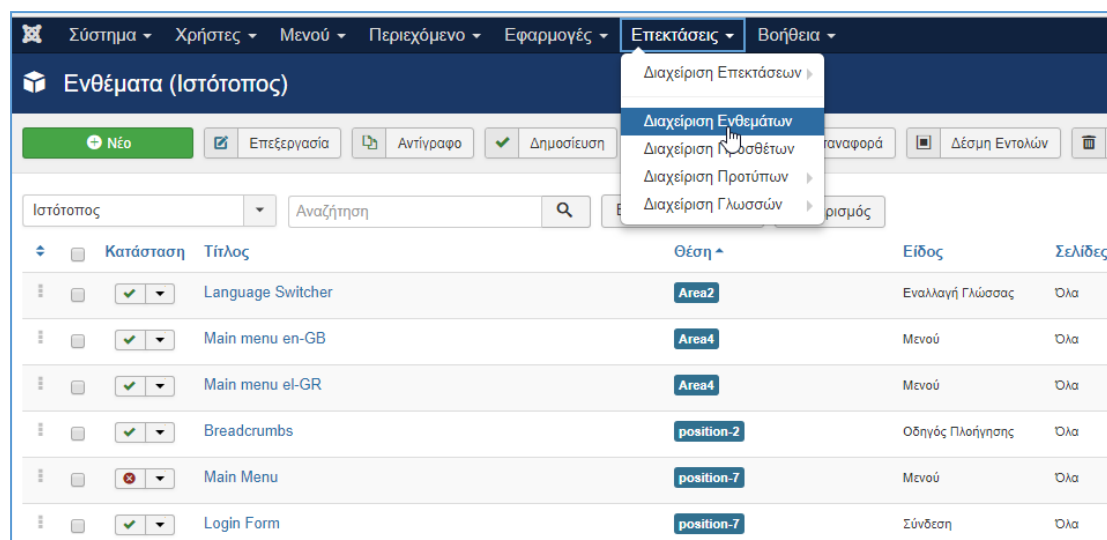 Σύστημα Χρήστες Μενού Περιεχόμενο Εφαρμογές Επεκτάσεις Βοήθεια
Ενθέματα (Ιστότοπος)
Διαχείριση Επεκτάσεων
Διαχείριση Ενθεμάτων
Διαχείριση Προσθέτων
Διαχείριση Προτύπων
Διαχείριση Γλωσσών
Νέο Επεξεργασία Αντίγραφο Δημοσίευση Δέσμη Εντολών
Ιστότοπος Αναζήτηση
Κατάσταση Τίτλος Θέση Είδος Σελίδες
Language Switcher Area2 Εναλλαγή Γλώσσας Όλα
Main menu en-GB Area4 Μενού Όλα
Main menu el-GR Area4 Μενού Όλα
Breadcrumbs position-2 Οδηγός Πλοήγησης Όλα
Main Menu position-7 Μενού Όλα
Login Form position-7 Σύνδεση Όλα